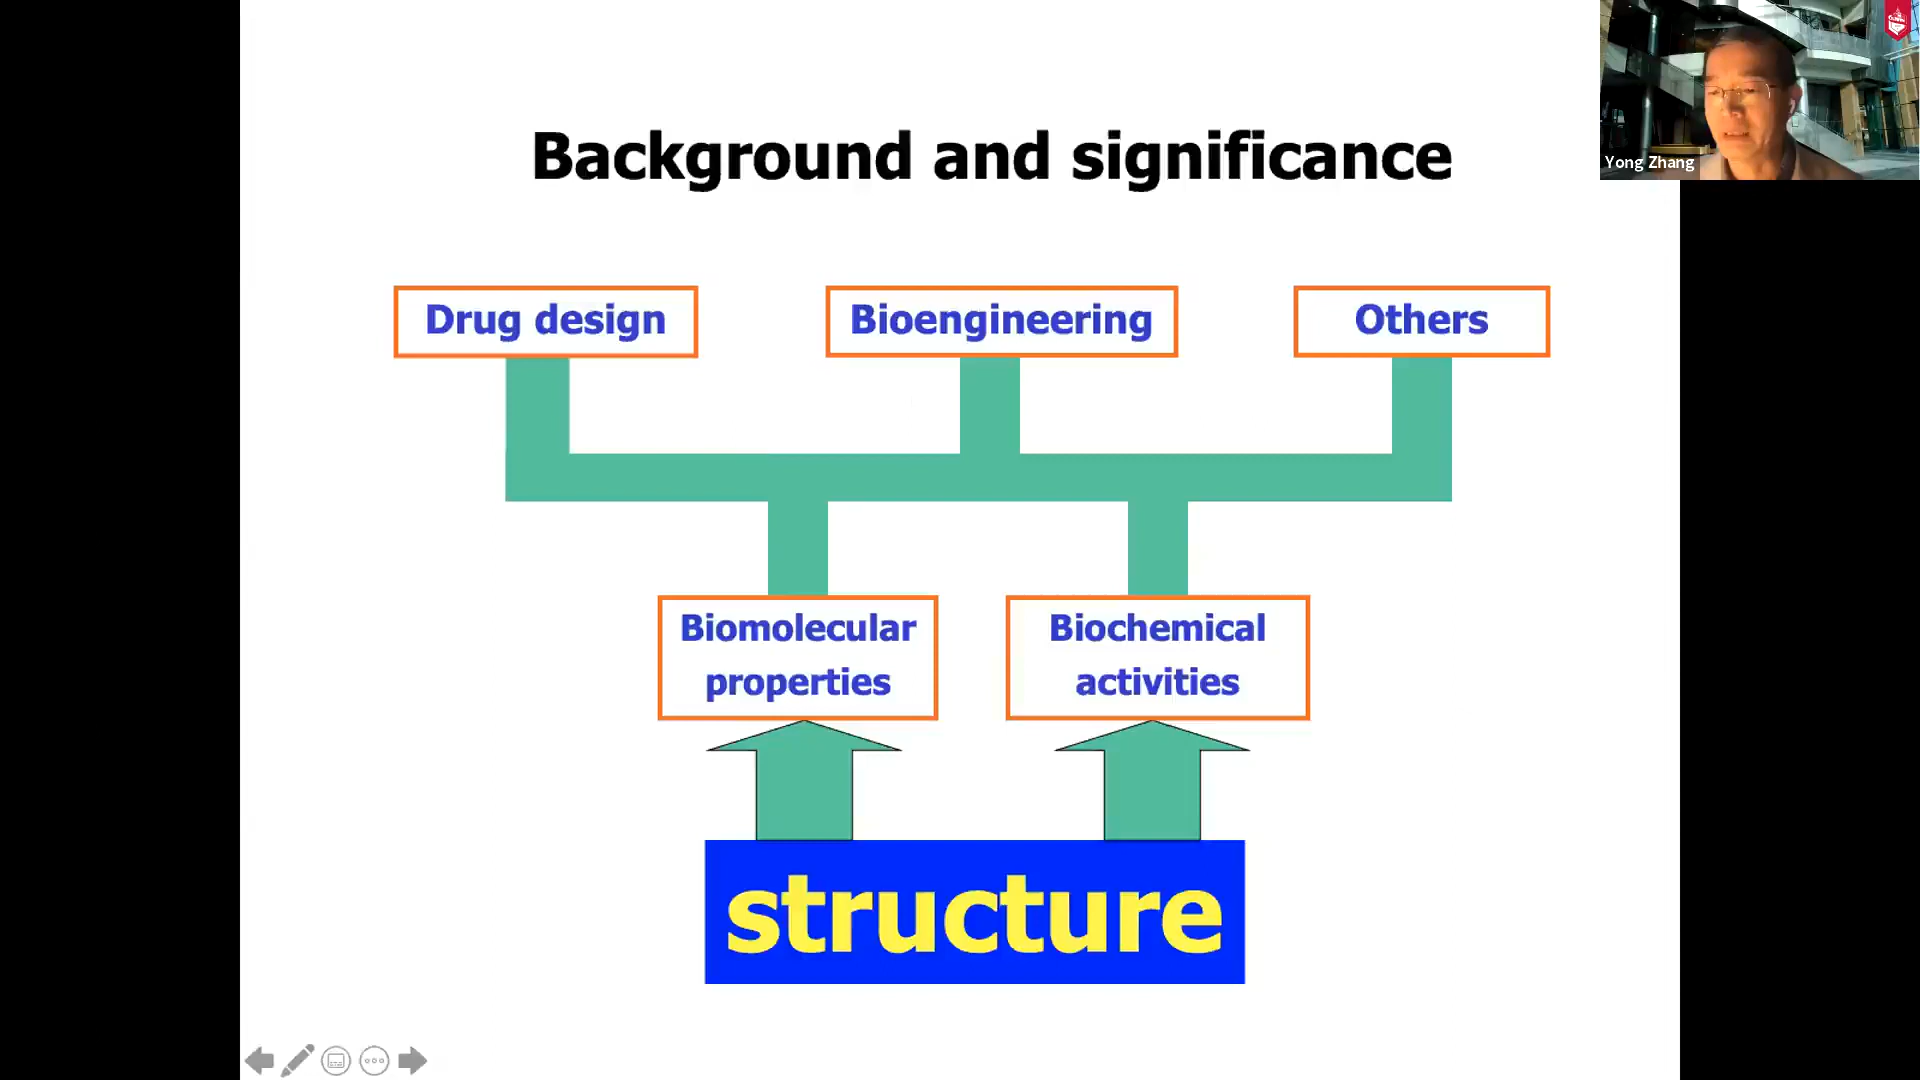 Background and significance
Yong Zhang
Drug design
Bioengineering
Others
Biomolecular
properties
Biochemical
activities
structure